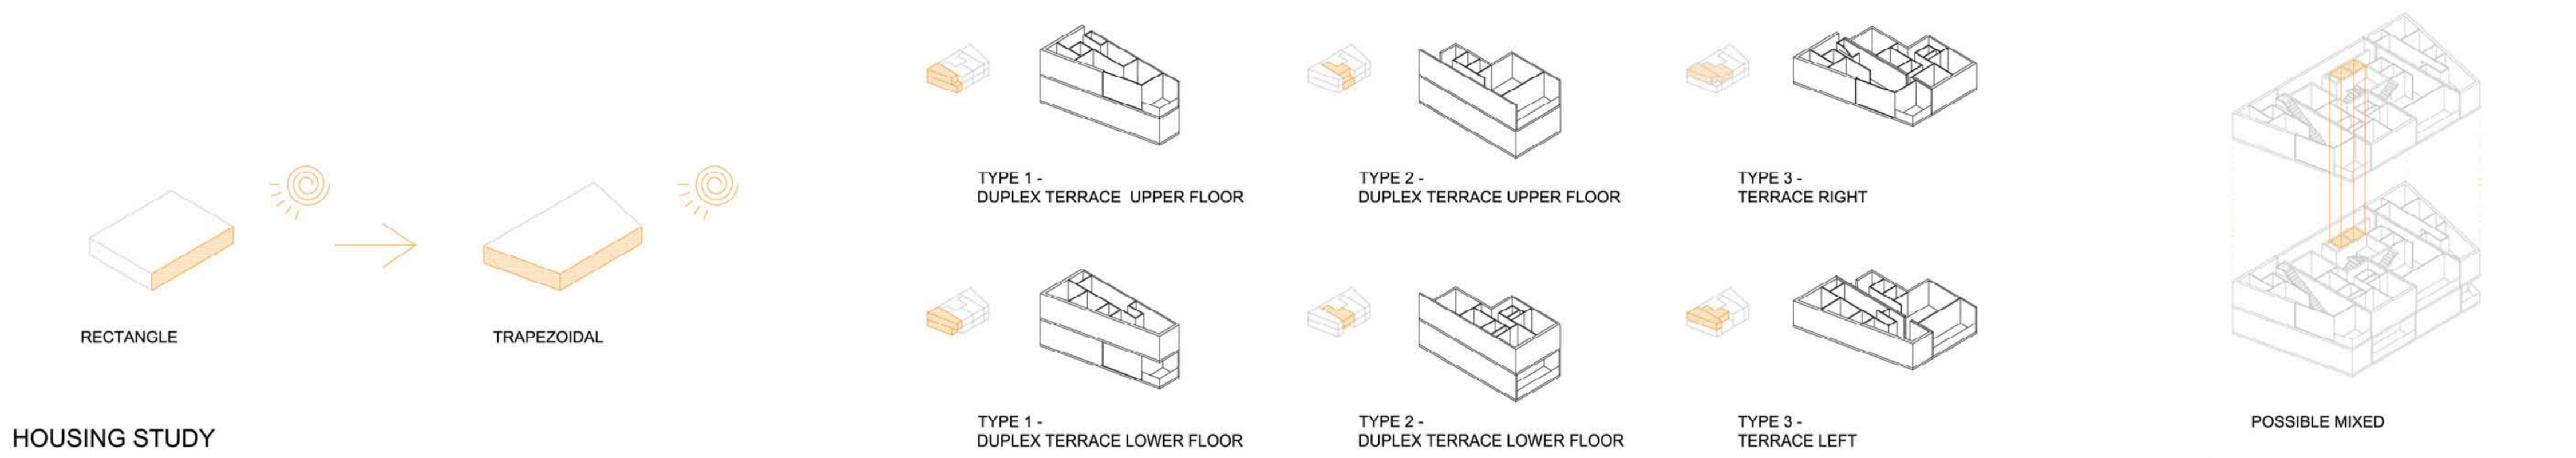 TYPE 1 -
DUPLEX TERRACE UPPER FLOOR
TYPE 2 -
DUPLEX TERRACE UPPER FLOOR
TYPE 3 -
TERRACE RIGHT
RECTANGLE
TRAPEZOIDAL
TYPE 1 -
DUPLEX TERRACE LOWER FLOOR
TYPE 2 -
DUPLEX TERRACE LOWER FLOOR
TYPE 3 -
TERRACE LEFT
POSSIBLE MIXED
HOUSING STUDY